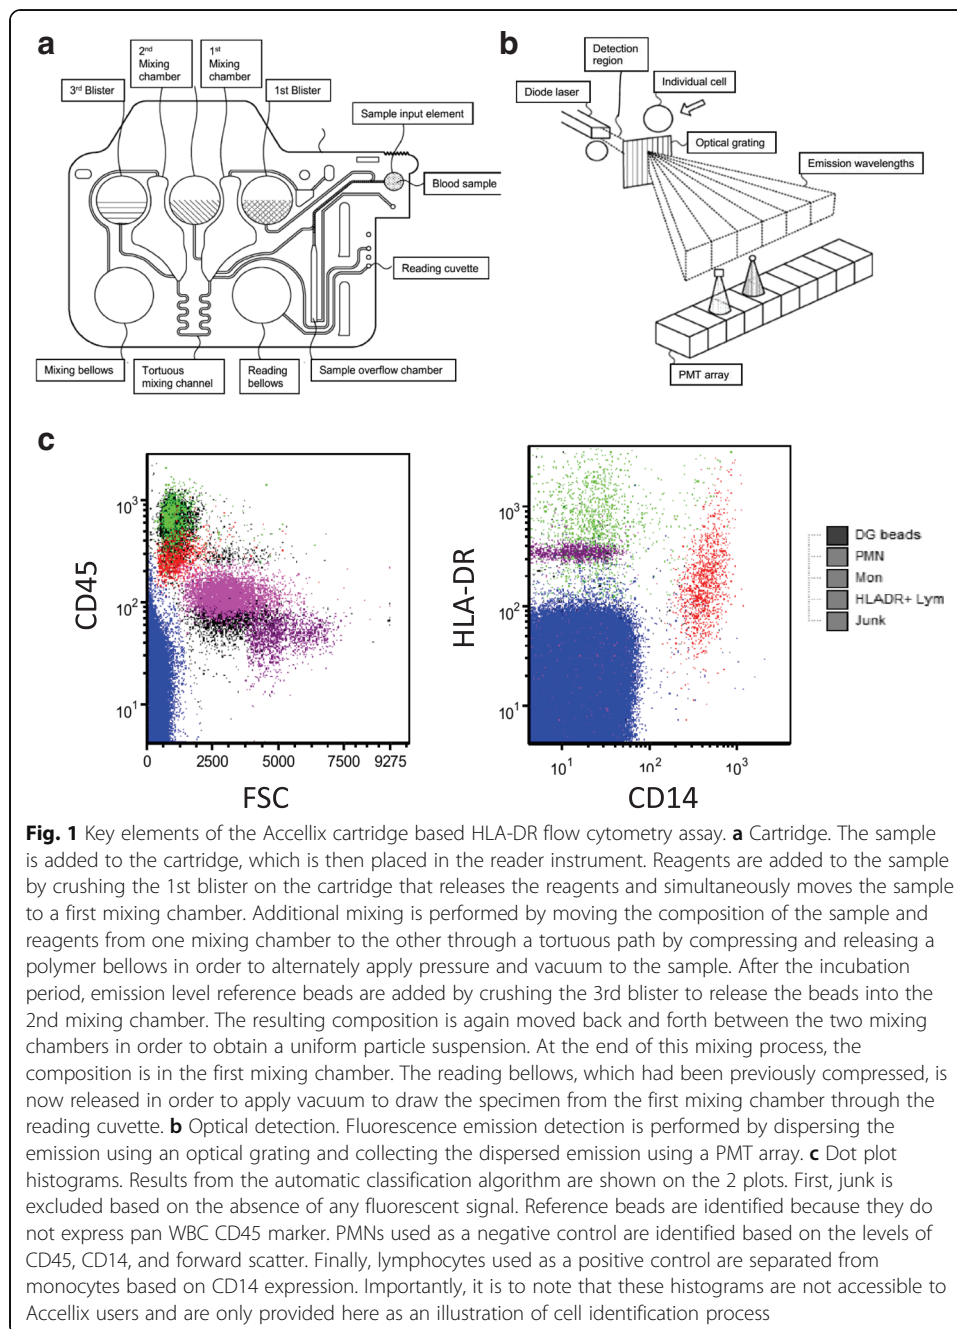 a
2nd
Mixing
chamber
1st
Mixing
chamber
3rd Blister
1st Blister
Sample input element
Blood sample
Reading cuvette
Mixing bellows
Tortuous
mixing channel
Reading
bellows
Sample overflow chamber
b
Detection
region
Individual cell
Diode laser
Optical grating
Emission wavelengths
PMT array
c
CD45
10³
10²
10¹
0 2500 5000 7500 9275
FSC
HLA-DR
10³
10²
10¹
10¹ 10² 10³
CD14
DG beads
PMN
Mon
HLADR+ Lym
Junk
Fig. 1 Key elements of the Accellix cartridge based HLA-DR flow cytometry assay. a Cartridge. The sample
is added to the cartridge, which is then placed in the reader instrument. Reagents are added to the sample
by crushing the 1st blister on the cartridge that releases the reagents and simultaneously moves the sample
to a first mixing chamber. Additional mixing is performed by moving the composition of the sample and
reagents from one mixing chamber to the other through a tortuous path by compressing and releasing a
polymer bellows in order to alternately apply pressure and vacuum to the sample. After the incubation
period, emission level reference beads are added by crushing the 3rd blister to release the beads into the
2nd mixing chamber. The resulting composition is again moved back and forth between the two mixing
chambers in order to obtain a uniform particle suspension. At the end of this mixing process, the
composition is in the first mixing chamber. The reading bellows, which had been previously compressed, is
now released in order to apply vacuum to draw the specimen from the first mixing chamber through the
reading cuvette. b Optical detection. Fluorescence emission detection is performed by dispersing the
emission using an optical grating and collecting the dispersed emission using a PMT array. c Dot plot
histograms. Results from the automatic classification algorithm are shown on the 2 plots. First, junk is
excluded based on the absence of any fluorescent signal. Reference beads are identified because they do
not express pan WBC CD45 marker. PMNs used as a negative control are identified based on the levels of
CD45, CD14, and forward scatter. Finally, lymphocytes used as a positive control are separated from
monocytes based on CD14 expression. Importantly, it is to note that these histograms are not accessible to
Accellix users and are only provided here as an illustration of cell identification process